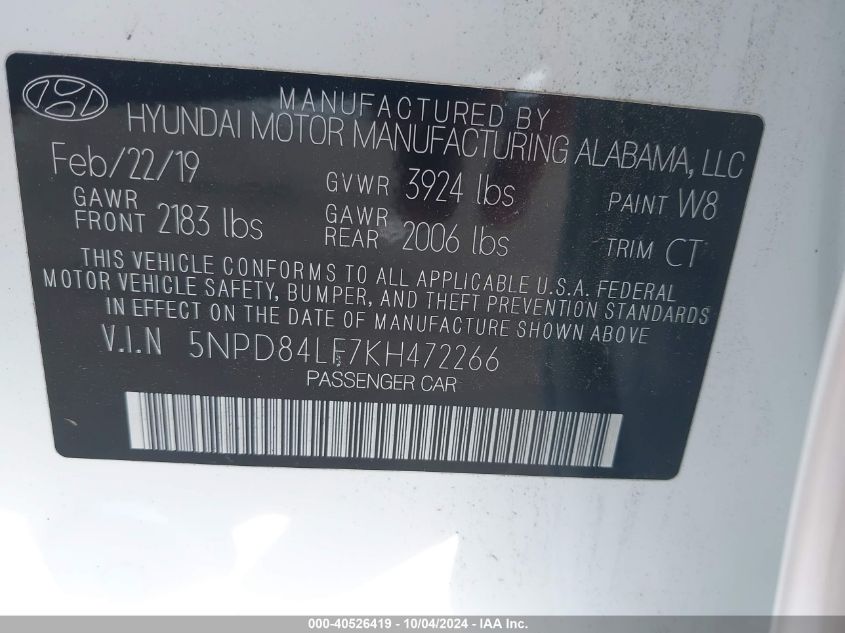 MANUFACTURED BY
HYUNDAI MOTOR MANUFACTURING ALABAMA, LLC
Feb/22/19 GVWR 3924 lbs PAINT W8
GAWR FRONT 2183 lbs GAWR REAR 2006 lbs TRIM CT
THIS VEHICLE CONFORMS TO ALL APPLICABLE U.S.A. FEDERAL
MOTOR VEHICLE SAFETY, BUMPER, AND THEFT PREVENTION STANDARDS
IN EFFECT ON THE DATE OF MANUFACTURE SHOWN ABOVE
V.I.N 5NPD84LF7KH472266
PASSENGER CAR
000-40526419 - 10/04/2024 - IAA Inc.